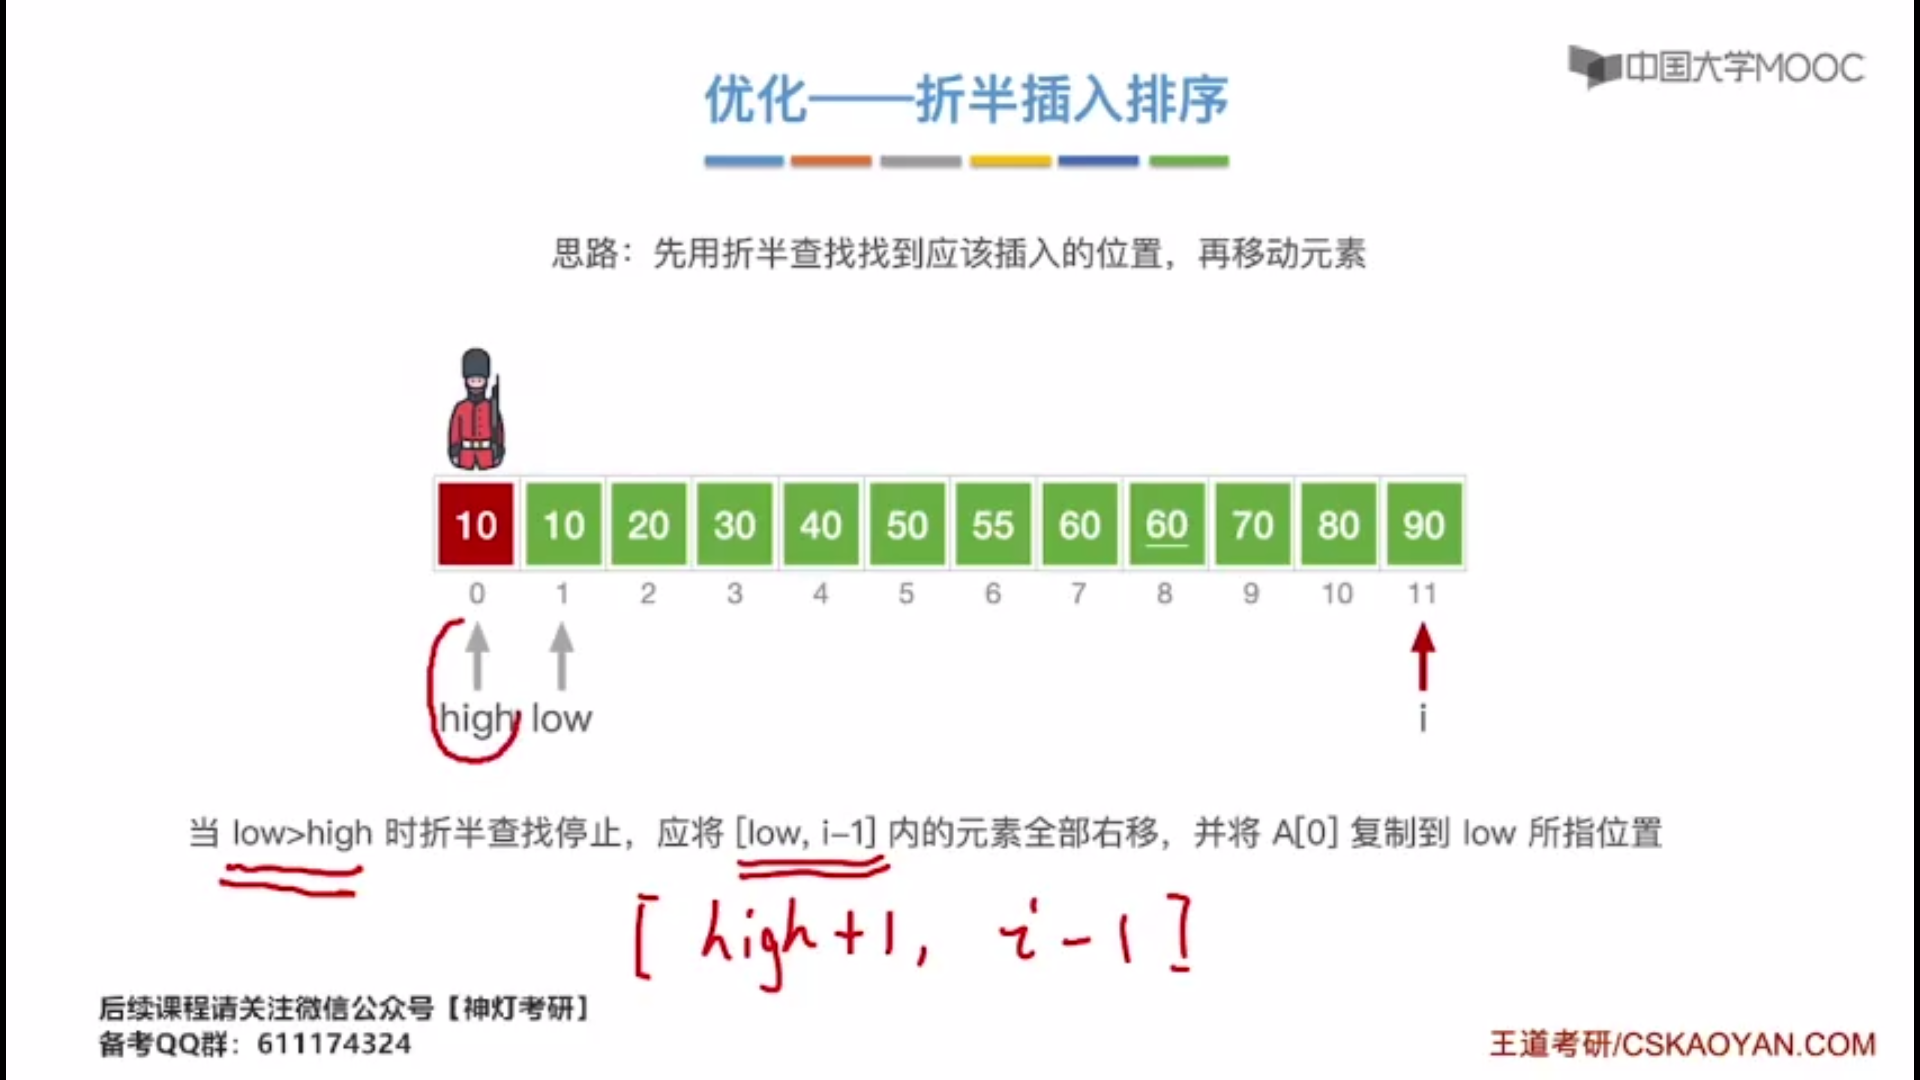 中国大学MOOC
优化——折半插入排序
思路：先用折半查找找到应该插入的位置，再移动元素
10 10 20 30 40 50 55 60 60 70 80 90
0 1 2 3 4 5 6 7 8 9 10 11
high low i
当 low>high 时折半查找停止，应将 [low, i–1] 内的元素全部右移，并将 A[0] 复制到 low 所指位置
[ high+1, i-1 ]
后续课程请关注微信公众号【神灯考研】
备考QQ群：611174324
王道考研/CSKAOYAN.COM